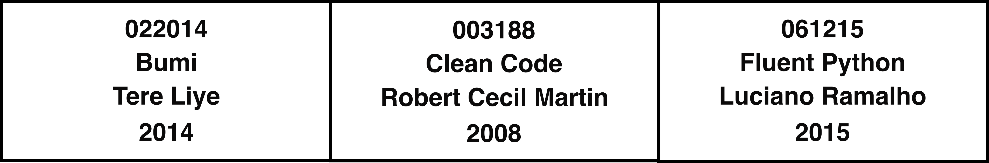 022014
Bumi
Tere Liye
2014
003188
Clean Code
Robert Cecil Martin
2008
061215
Fluent Python
Luciano Ramalho
2015